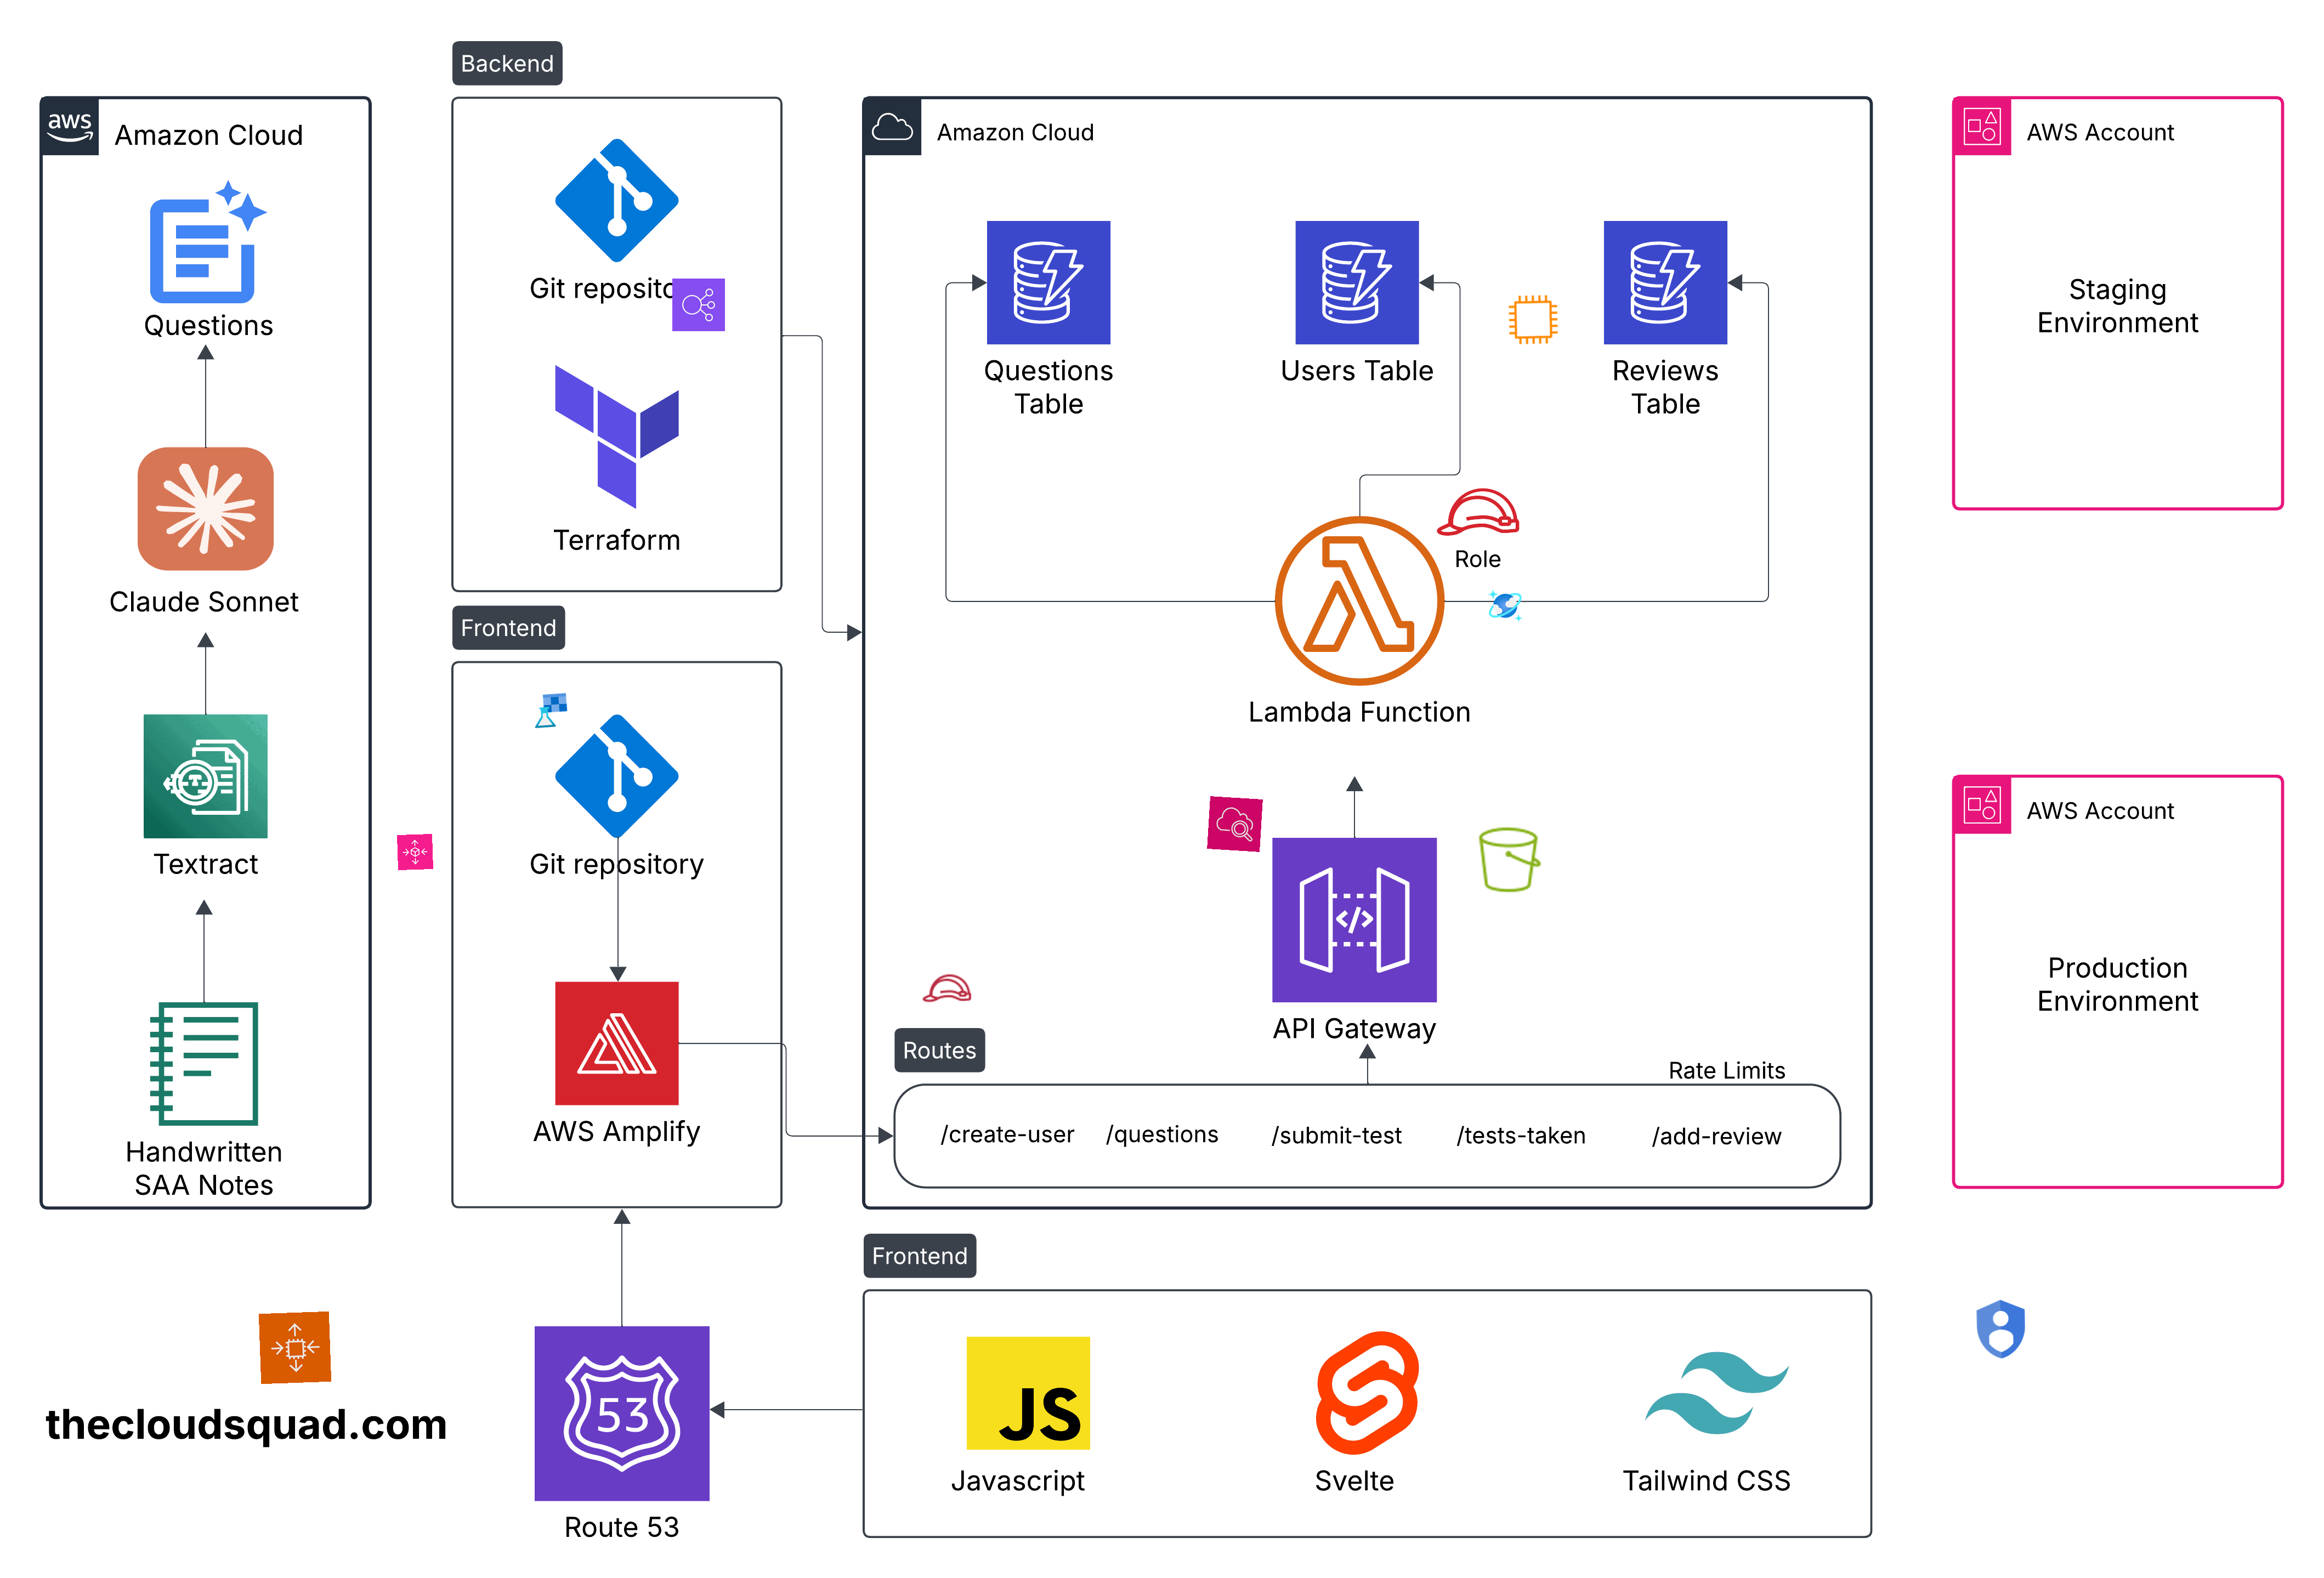 Backend
aws
Amazon Cloud
Questions
Claude Sonnet
Textract
Handwritten
SAA Notes
Git reposito
Terraform
Frontend
Git repository
AWS Amplify
Amazon Cloud
Questions
Table
Users Table
Reviews
Table
Role
Lambda Function
</>
API Gateway
Routes
Rate Limits
/create-user
/questions
/submit-test
/tests-taken
/add-review
AWS Account
Staging
Environment
AWS Account
Production
Environment
thecloudsquad.com
53
Route 53
Frontend
JS
Javascript
Svelte
Tailwind CSS